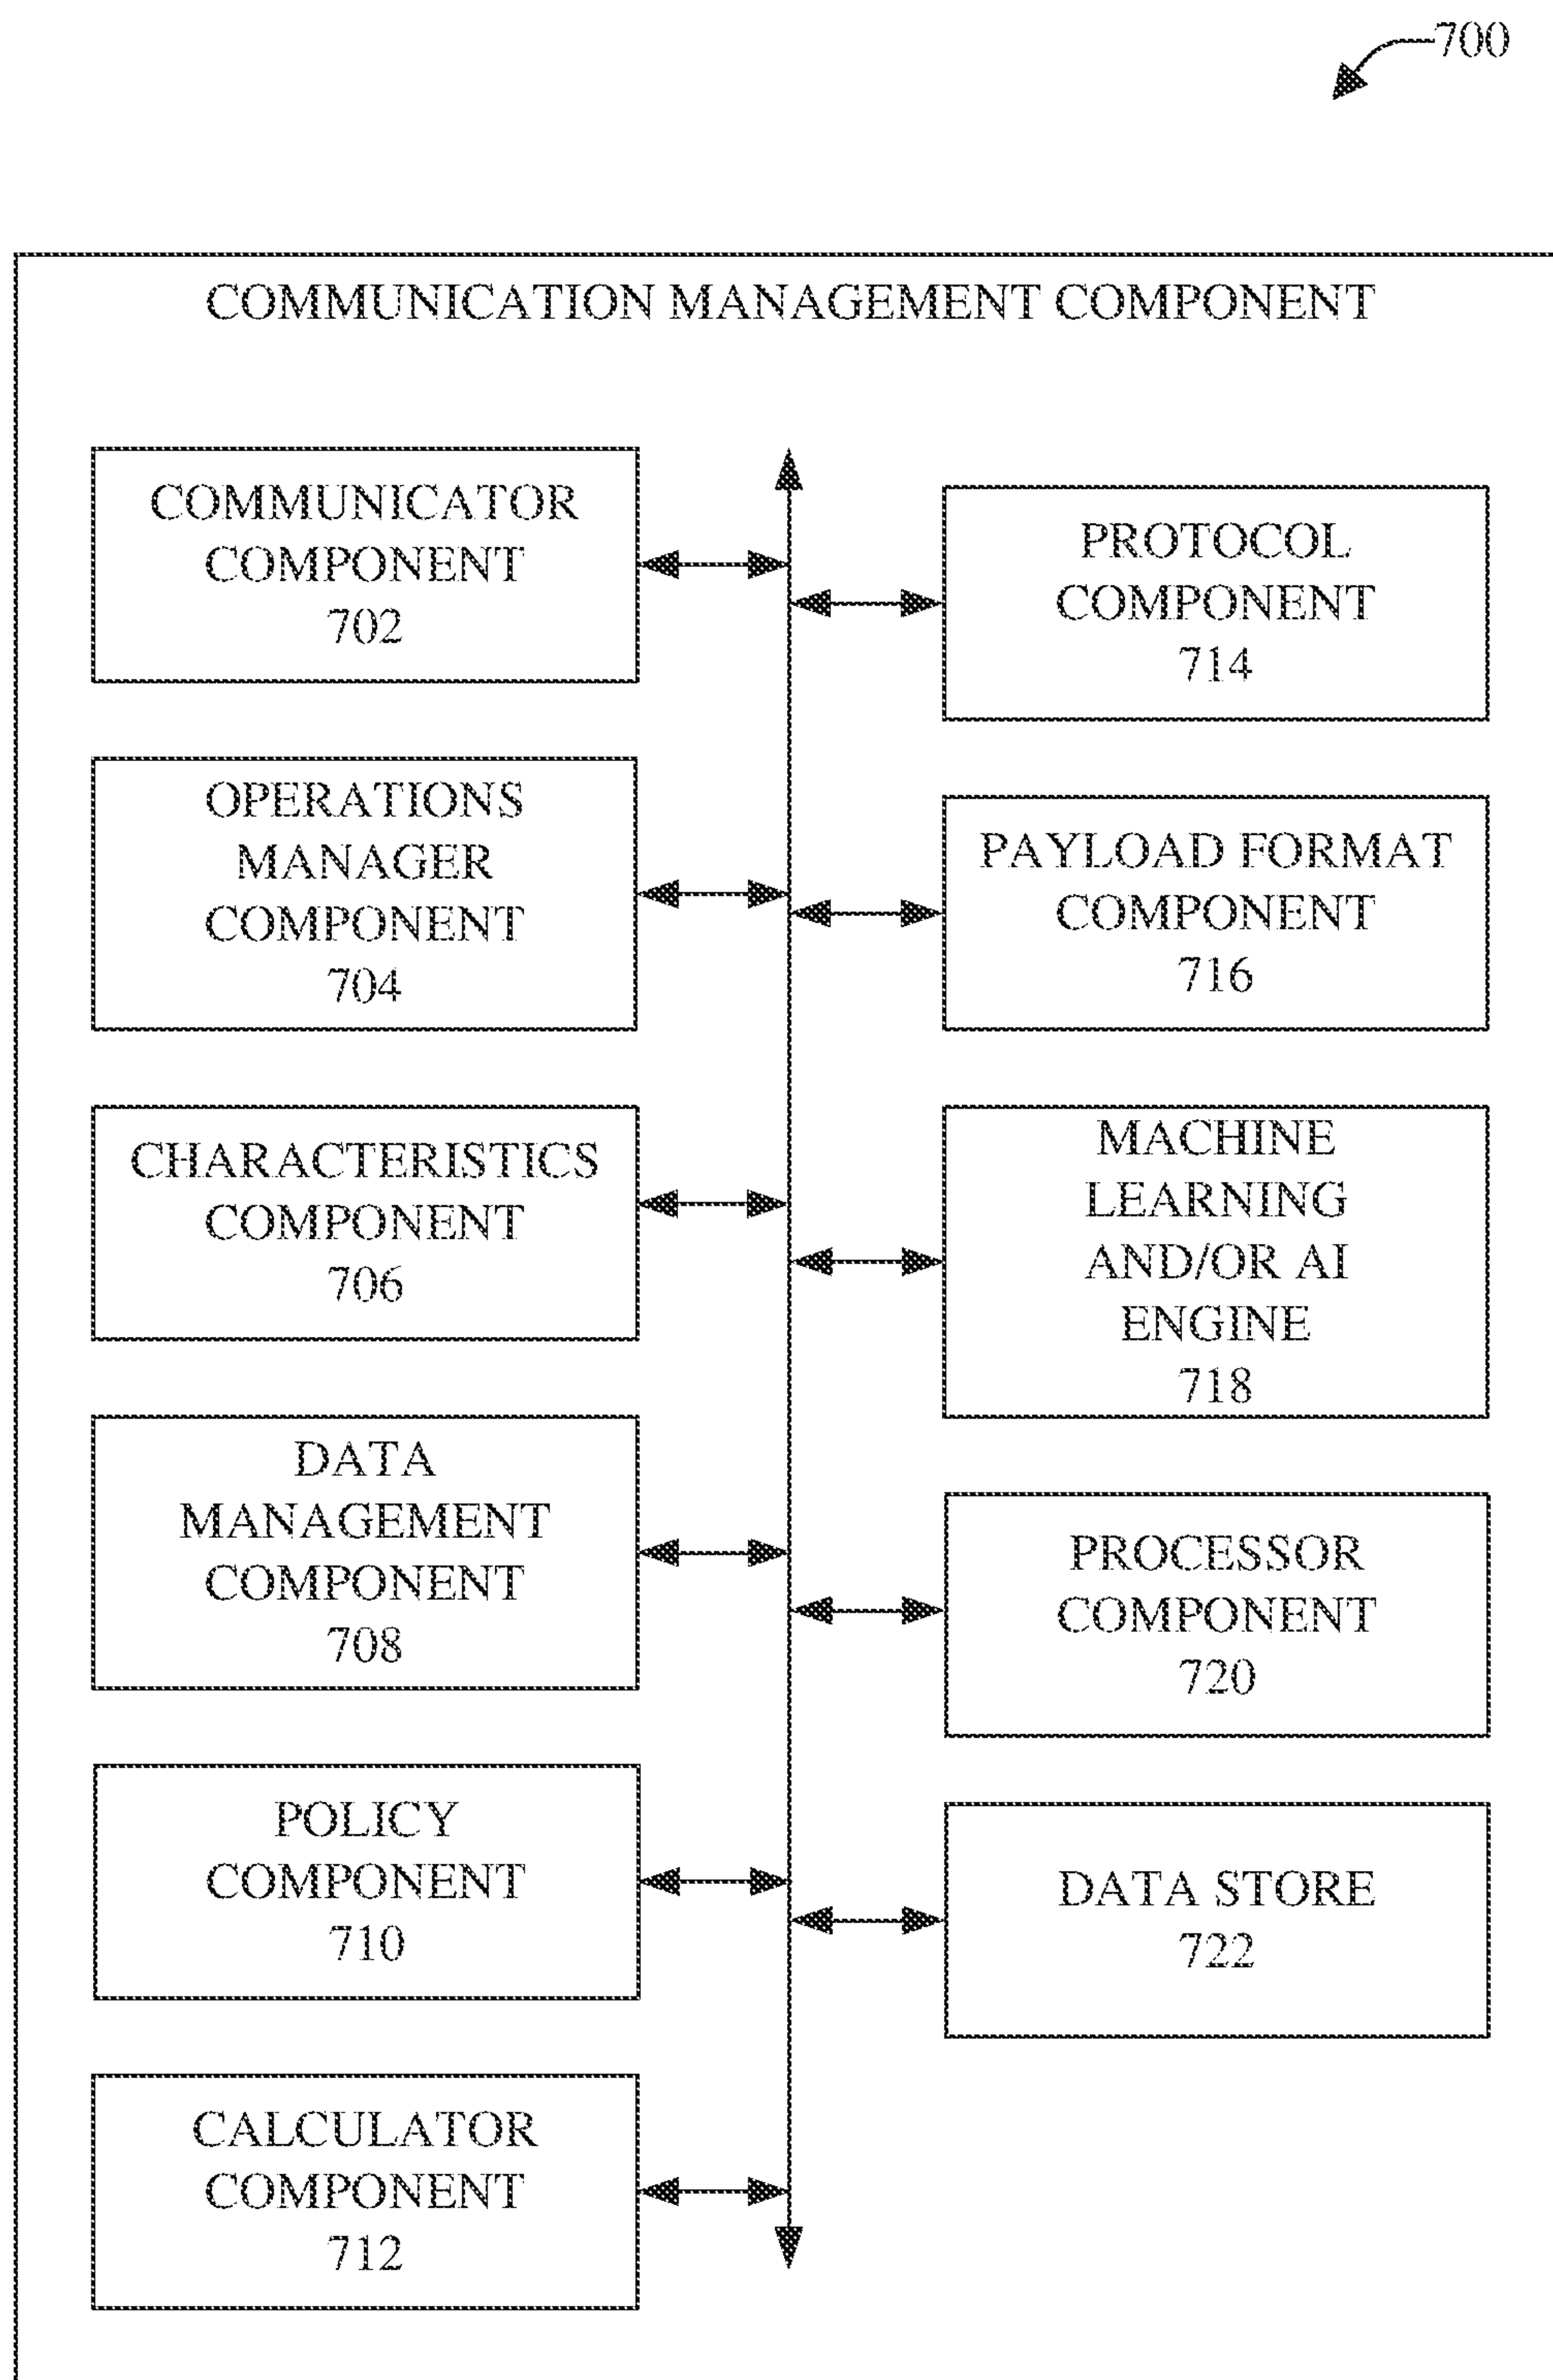 700
COMMUNICATION MANAGEMENT COMPONENT
COMMUNICATOR
COMPONENT
702
OPERATIONS
MANAGER
COMPONENT
704
CHARACTERISTICS
COMPONENT
706
DATA
MANAGEMENT
COMPONENT
708
POLICY
COMPONENT
710
CALCULATOR
COMPONENT
712
PROTOCOL
COMPONENT
714
PAYLOAD FORMAT
COMPONENT
716
MACHINE
LEARNING
AND/OR AI
ENGINE
718
PROCESSOR
COMPONENT
720
DATA STORE
722